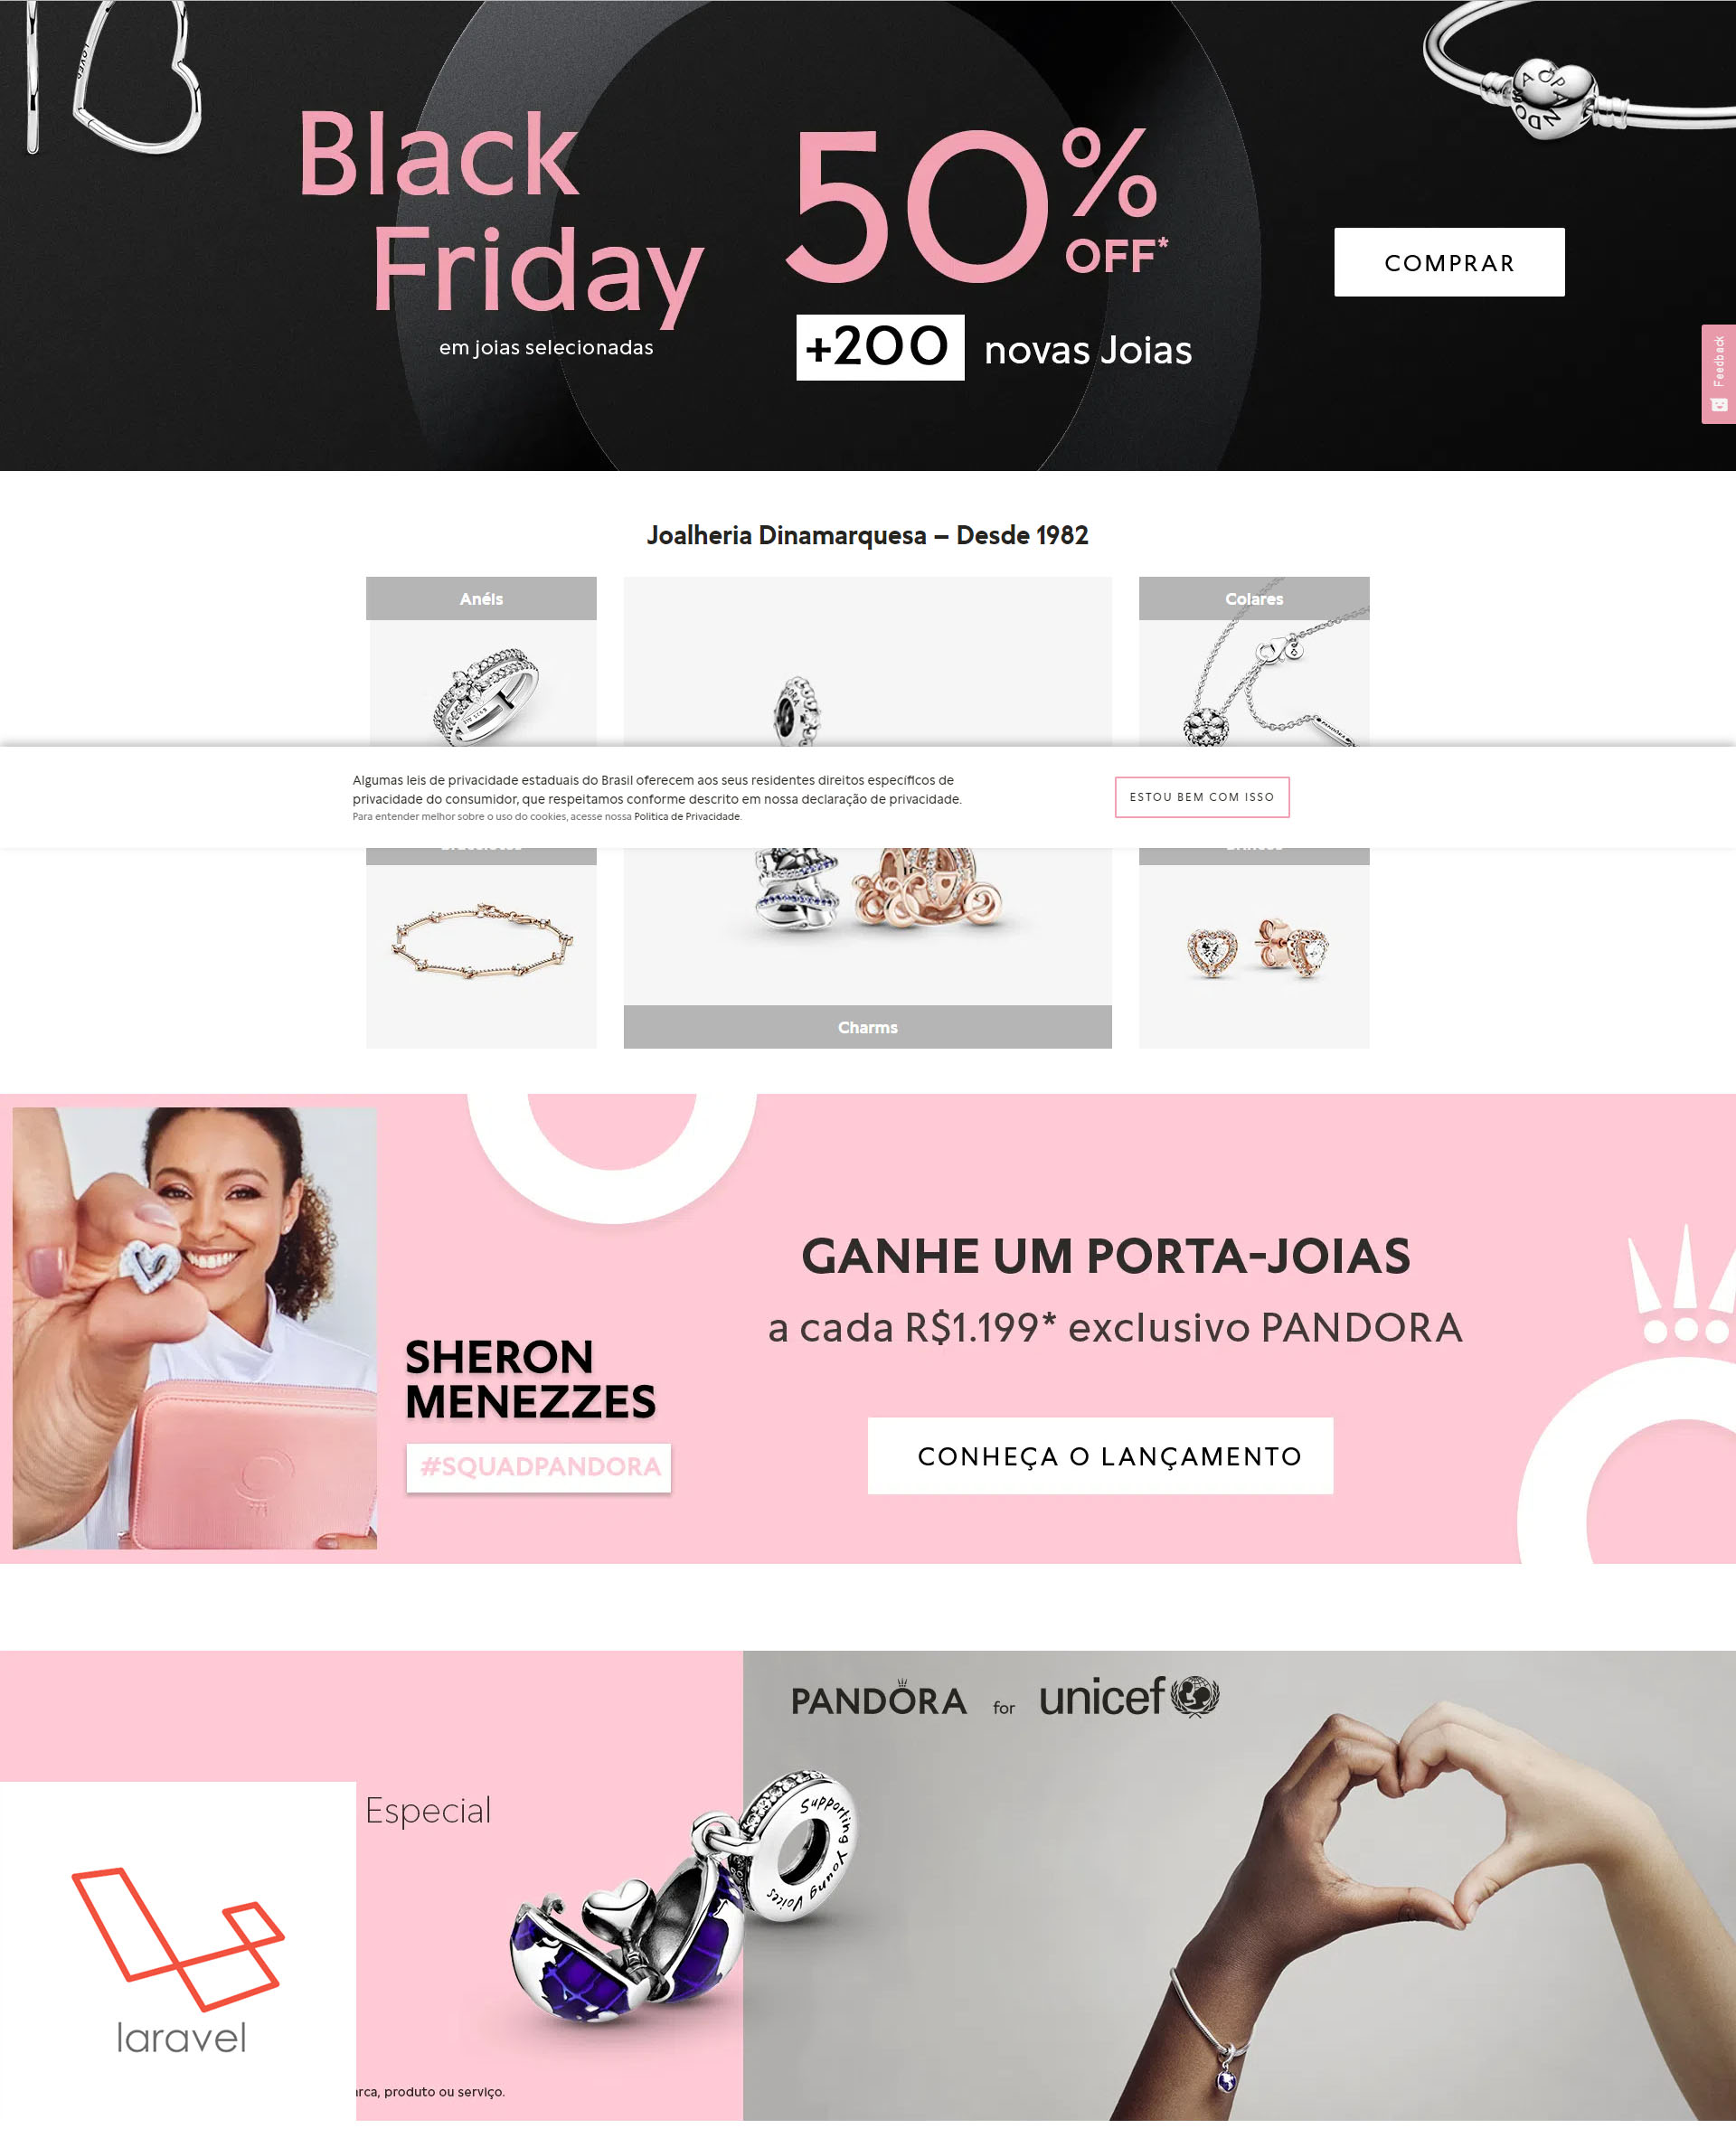 LOVED
PANDORA
Black
Friday
em joias selecionadas
50%
OFF*
+200 novas Joias
COMPRAR
Feedback
Joalheria Dinamarquesa – Desde 1982
Anéis
Colares
Algumas leis de privacidade estaduais do Brasil oferecem aos seus residentes direitos específicos de
privacidade do consumidor, que respeitamos conforme descrito em nossa declaração de privacidade.
Para entender melhor sobre o uso do cookies, acesse nossa Politica de Privacidade.
ESTOU BEM COM ISSO
Charms
SHERON
MENEZZES
#SQUADPANDORA
GANHE UM PORTA-JOIAS
a cada R$1.199* exclusivo PANDORA
CONHEÇA O LANÇAMENTO
PANDORA for unicef
Especial
Supporting Young Voices
laravel
produto ou serviço.